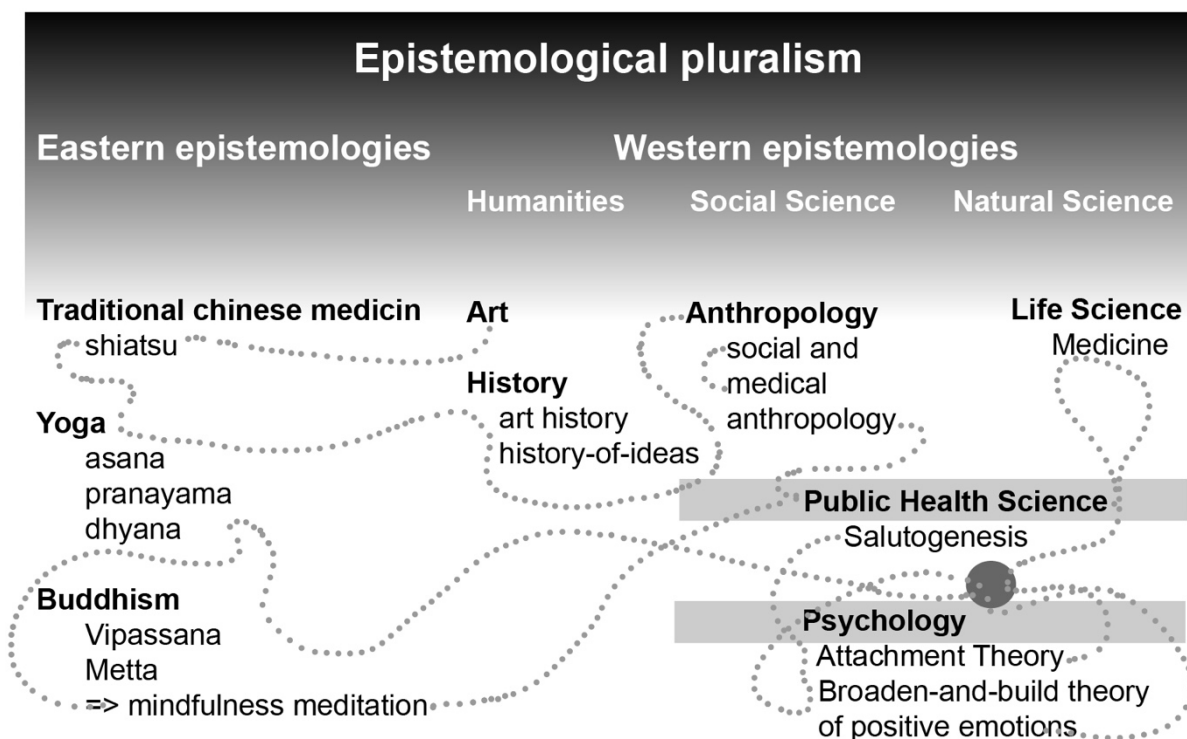 Epistemological pluralism
Eastern epistemologies
Western epistemologies
Humanities
Social Science
Natural Science
Traditional chinese medicin
shiatsu
Yoga
asana
pranayama
dhyana
Buddhism
Vipassana
Metta
=> mindfulness meditation
Art
History
art history
history-of-ideas
Anthropology
social and
medical
anthropology
Life Science
Medicine
Public Health Science
Salutogenesis
Psychology
Attachment Theory
Broaden-and-build theory
of positive emotions